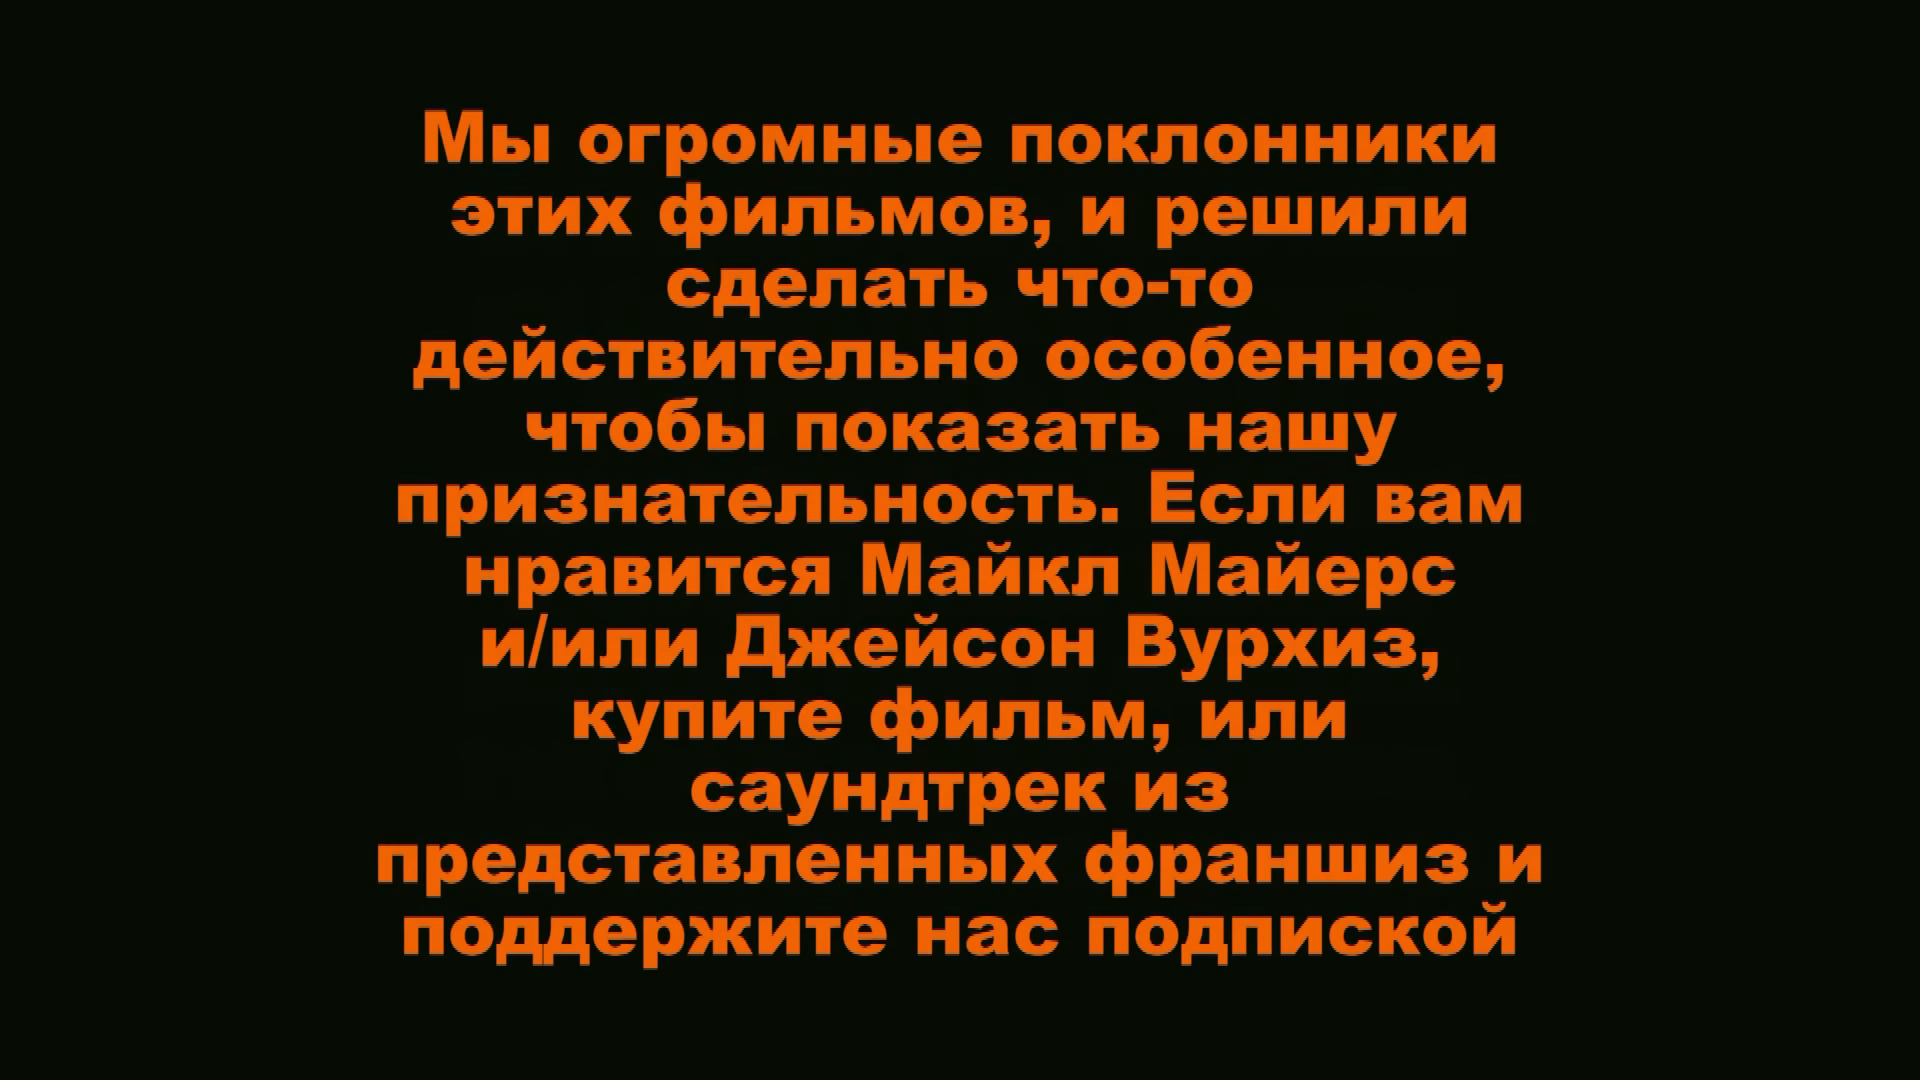 Мы огромные поклонники
этих фильмов, и решили
сделать что-то
действительно особенное,
чтобы показать нашу
признательность. Если вам
нравится Майкл Майерс
и/или Джейсон Вурхиз,
купите фильм, или
саундтрек из
представленных франшиз и
поддержите нас подпиской